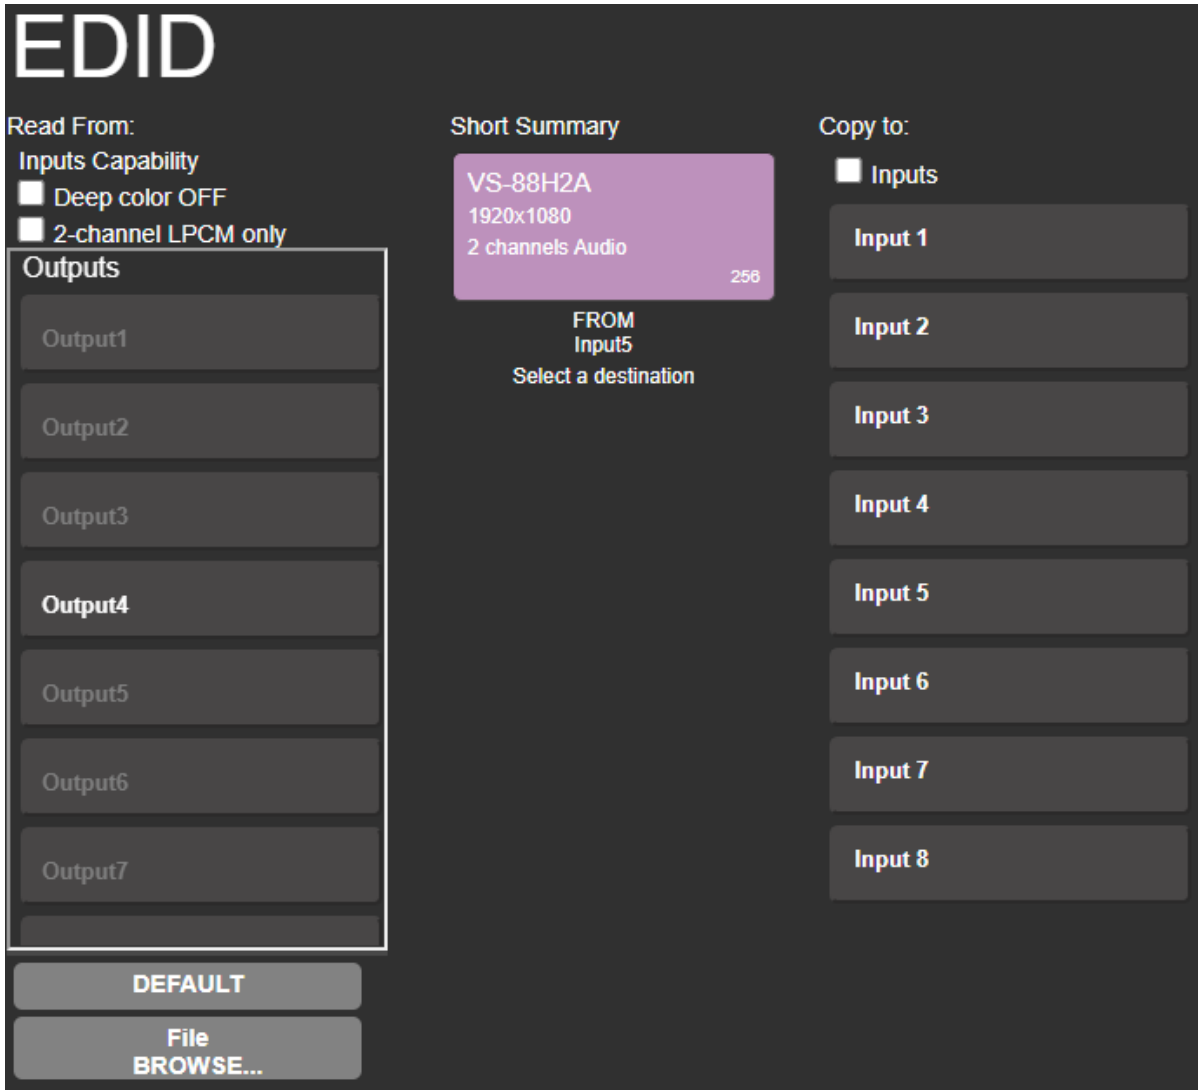 EDID
Read From:
Inputs Capability
Deep color OFF
2-channel LPCM only
Outputs
Output1
Output2
Output3
Output4
Output5
Output6
Output7
DEFAULT
File
BROWSE...
Short Summary
VS-88H2A
1920x1080
2 channels Audio
256
FROM
Input5
Select a destination
Copy to:
Inputs
Input 1
Input 2
Input 3
Input 4
Input 5
Input 6
Input 7
Input 8